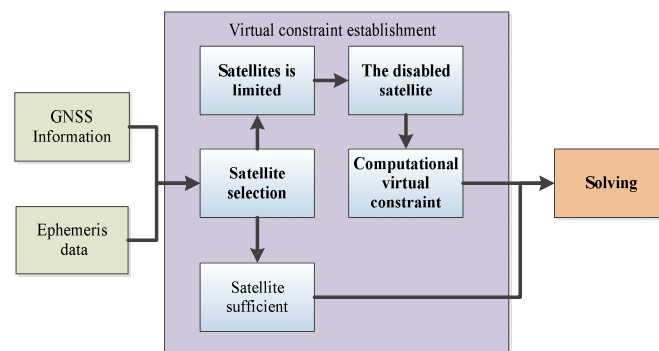 Virtual constraint establishment
GNSS
Information
Ephemeris
data
Satellites is
limited
The disabled
satellite
Satellite
selection
Computational
virtual
constraint
Satellite
sufficient
Solving